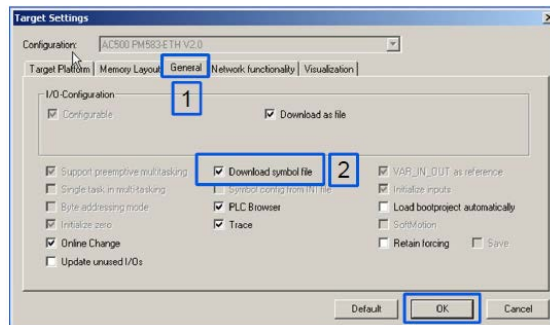 Target Settings
Configuration: AC500 PM583-ETH V2.0
Target Platform Memory Layout General Network functionality Visualization
1
I/O-Configuration
Configurable Download as file
Support preemptive multitasking Download symbol file 2 VAR_IN_OUT as reference
Single task in multi-tasking Symbol config from INI file Initialize inputs
Byte addressing mode PLC Browser Load bootproject automatically
Initialize zero Trace SoftMotion
Online Change Retain forcing Save
Update unused I/Os
Default OK Cancel